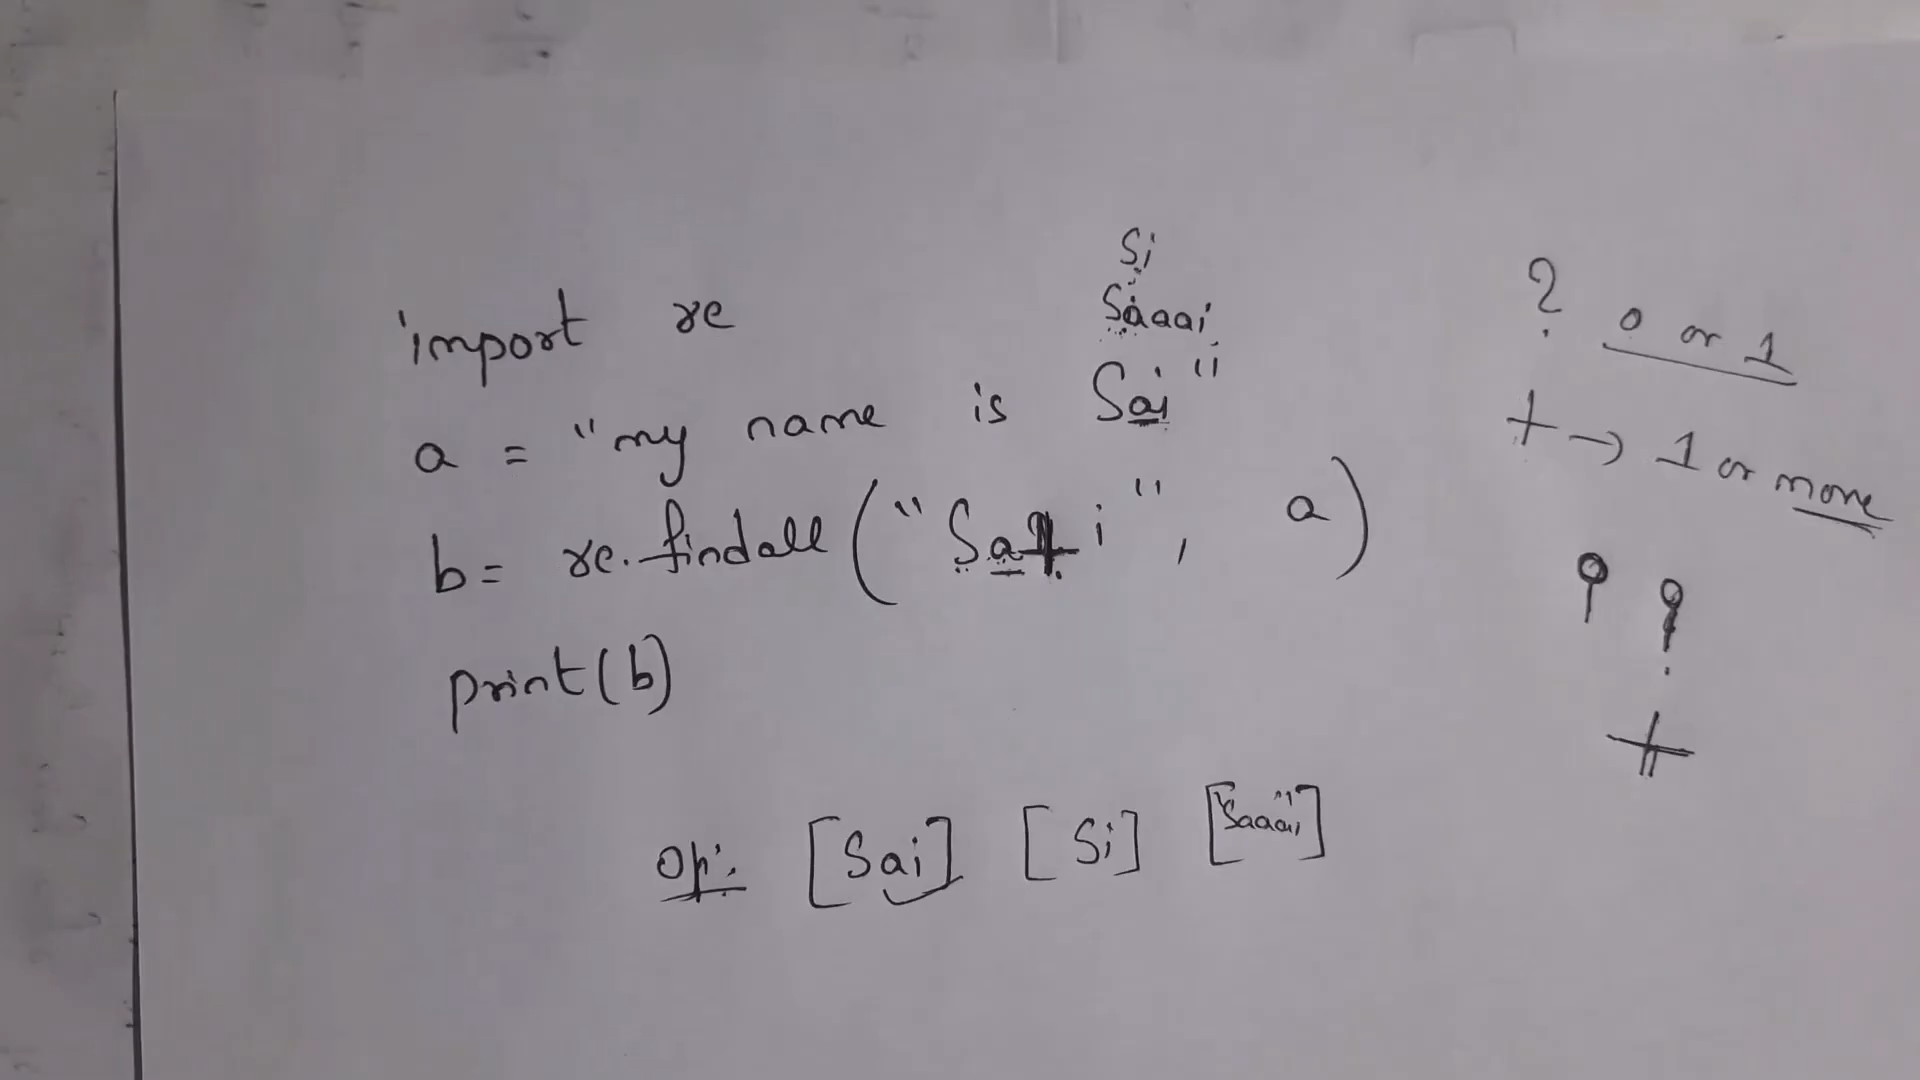 Si
Saaai
import re
a = "my name is Sai"
b= re.findall("Sa+i", a)
print(b)
Op: [Sai] [Si] ["Saaai"]
? 0 or 1
+ → 1 or more
? ?
+